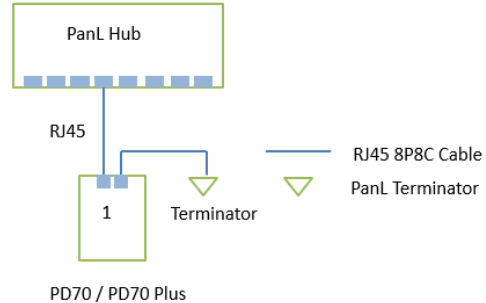 PanL Hub
RJ45
RJ45 8P8C Cable
1
Terminator
PanL Terminator
PD70 / PD70 Plus